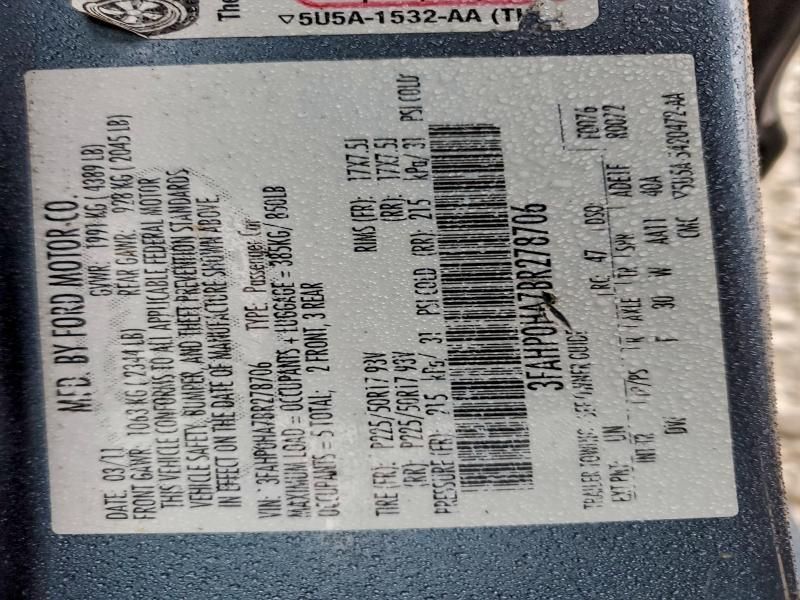 The
▽5U5A-1532-AA (T
MFD. BY FORD MOTOR CO.
DATE: 03/11 GVWR: 1991 KG ( 4389 LB)
FRONT GAWR: 1063 KG ( 2344 LB) REAR GAWR: 928 KG ( 2045 LB)
THIS VEHICLE CONFORMS TO ALL APPLICABLE FEDERAL MOTOR
VEHICLE SAFETY, BUMPER, AND THEFT PREVENTION STANDARDS
IN EFFECT ON THE DATE OF MANUFACTURE SHOWN ABOVE.
VIN: 3FAHP0HA7BR278706 TYPE: Passenger Car
MAXIMUM LOAD = OCCUPANTS + LUGGAGE = 385KG/ 850LB
OCCUPANTS = 5 TOTAL; 2 FRONT, 3 REAR
TIRE (FR): P225/50R17 93V RIMS (FR): 17X7.5J
(RR): P225/50R17 93V (RR): 17X7.5J
PRESSURE (FR): 215 kPa/ 31 PSI COLD (RR): 215 kPa/ 31 PSI COLD
3FAHP0HA7BR278706
TRAILER TOWING: SEE OWNER GUIDE
F0076
EXT PNT: UN RC: 47 DSO: R0072
INT TR TP/PS R AXLE TR SPR ADE1F
F 30 W AA11 40A
DW CNC ▽5U5A 5420472-AA